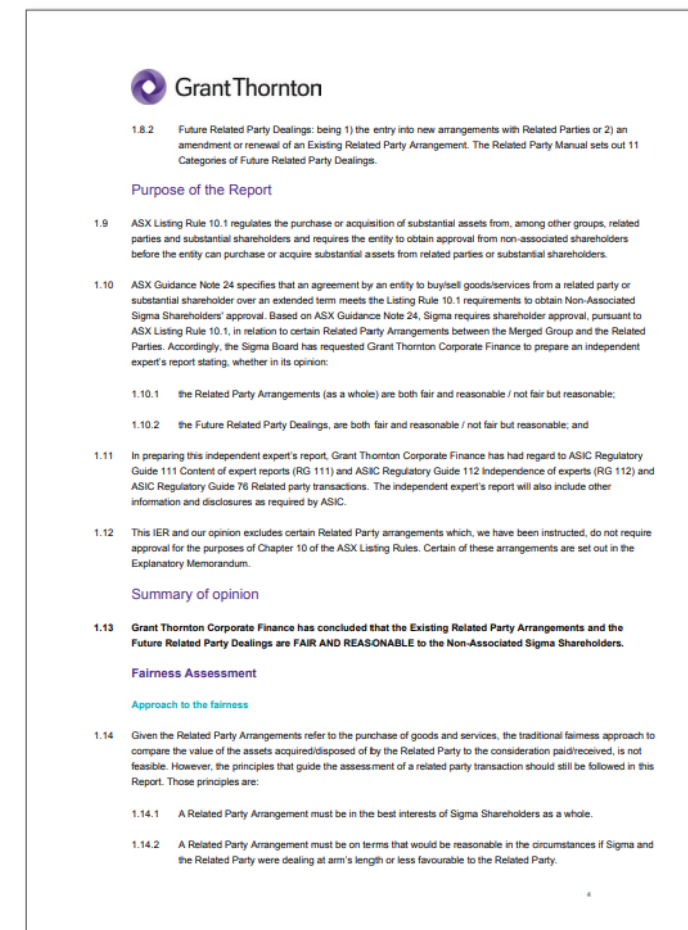 Grant Thornton
1.8.2 Future Related Party Dealings: being 1) the entry into new arrangements with Related Parties or 2) an
amendment or renewal of an Existing Related Party Arrangement. The Related Party Manual sets out 11
Categories of Future Related Party Dealings.
Purpose of the Report
1.9 ASX Listing Rule 10.1 regulates the purchase or acquisition of substantial assets from, among other groups, related
parties and substantial shareholders and requires the entity to obtain approval from non-associated shareholders
before the entity can purchase or acquire substantial assets from related parties or substantial shareholders.
1.10 ASX Guidance Note 24 specifies that an agreement by an entity to buy/sell goods/services from a related party or
substantial shareholder over an extended term meets the Listing Rule 10.1 requirements to obtain Non-Associated
Sigma Shareholders' approval. Based on ASX Guidance Note 24, Sigma requires shareholder approval, pursuant to
ASX Listing Rule 10.1, in relation to certain Related Party Arrangements between the Merged Group and the Related
Parties. Accordingly, the Sigma Board has requested Grant Thornton Corporate Finance to prepare an independent
expert's report stating, whether in its opinion:
1.10.1 the Related Party Arrangements (as a whole) are both fair and reasonable / not fair but reasonable;
1.10.2 the Future Related Party Dealings, are both fair and reasonable / not fair but reasonable; and
1.11 In preparing this independent expert's report, Grant Thornton Corporate Finance has had regard to ASIC Regulatory
Guide 111 Content of expert reports (RG 111) and ASIC Regulatory Guide 112 Independence of experts (RG 112) and
ASIC Regulatory Guide 76 Related party transactions. The independent expert's report will also include other
information and disclosures as required by ASIC.
1.12 This IER and our opinion excludes certain Related Party arrangements which, we have been instructed, do not require
approval for the purposes of Chapter 10 of the ASX Listing Rules. Certain of these arrangements are set out in the
Explanatory Memorandum.
Summary of opinion
1.13 Grant Thornton Corporate Finance has concluded that the Existing Related Party Arrangements and the
Future Related Party Dealings are FAIR AND REASONABLE to the Non-Associated Sigma Shareholders.
Fairness Assessment
Approach to the fairness
1.14 Given the Related Party Arrangements refer to the purchase of goods and services, the traditional fairness approach to
compare the value of the assets acquired/disposed of by the Related Party to the consideration paid/received, is not
feasible. However, the principles that guide the assessment of a related party transaction should still be followed in this
Report. Those principles are:
1.14.1 A Related Party Arrangement must be in the best interests of Sigma Shareholders as a whole.
1.14.2 A Related Party Arrangement must be on terms that would be reasonable in the circumstances if Sigma and
the Related Party were dealing at arm's length or less favourable to the Related Party.
4